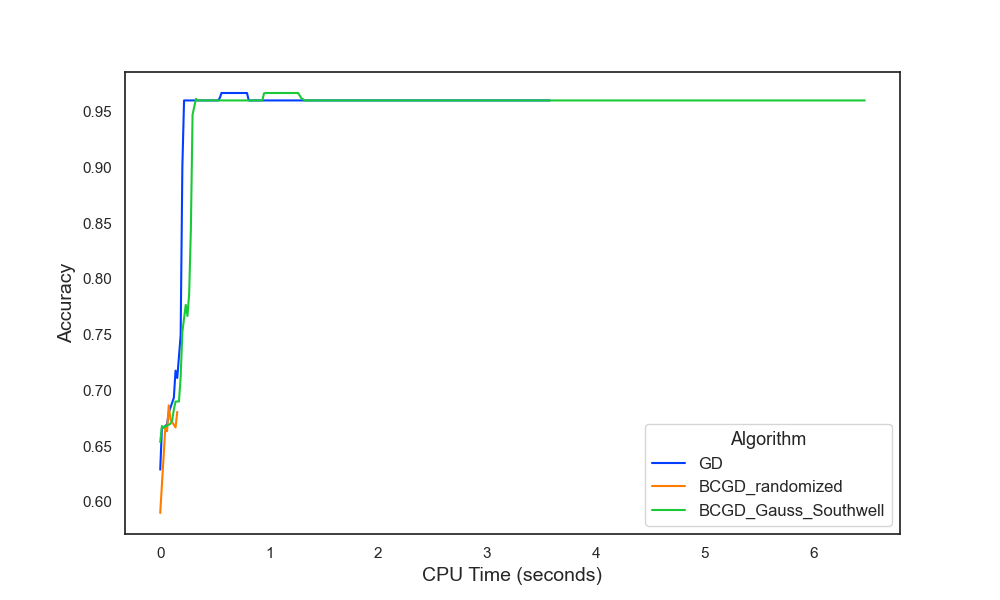 0.95
0.90
0.85
0.80
0.75
0.70
0.65
0.60
Accuracy
0 1 2 3 4 5 6
CPU Time (seconds)
Algorithm
GD
BCGD_randomized
BCGD_Gauss_Southwell